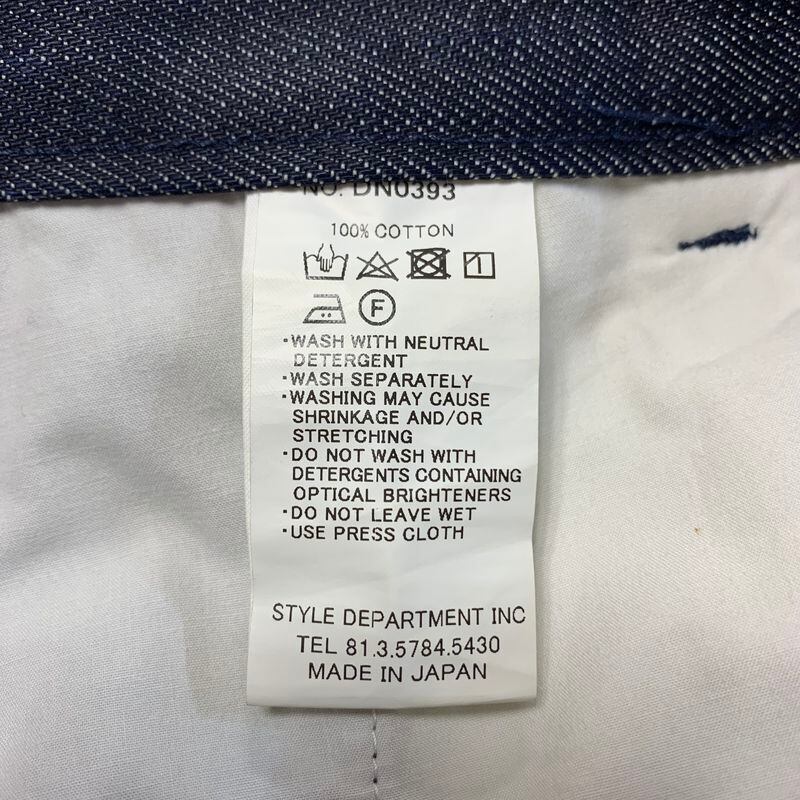 NO. DN0393
100% COTTON
1
F
·WASH WITH NEUTRAL
DETERGENT
·WASH SEPARATELY
·WASHING MAY CAUSE
SHRINKAGE AND/OR
STRETCHING
·DO NOT WASH WITH
DETERGENTS CONTAINING
OPTICAL BRIGHTENERS
·DO NOT LEAVE WET
·USE PRESS CLOTH
STYLE DEPARTMENT INC
TEL 81.3.5784.5430
MADE IN JAPAN